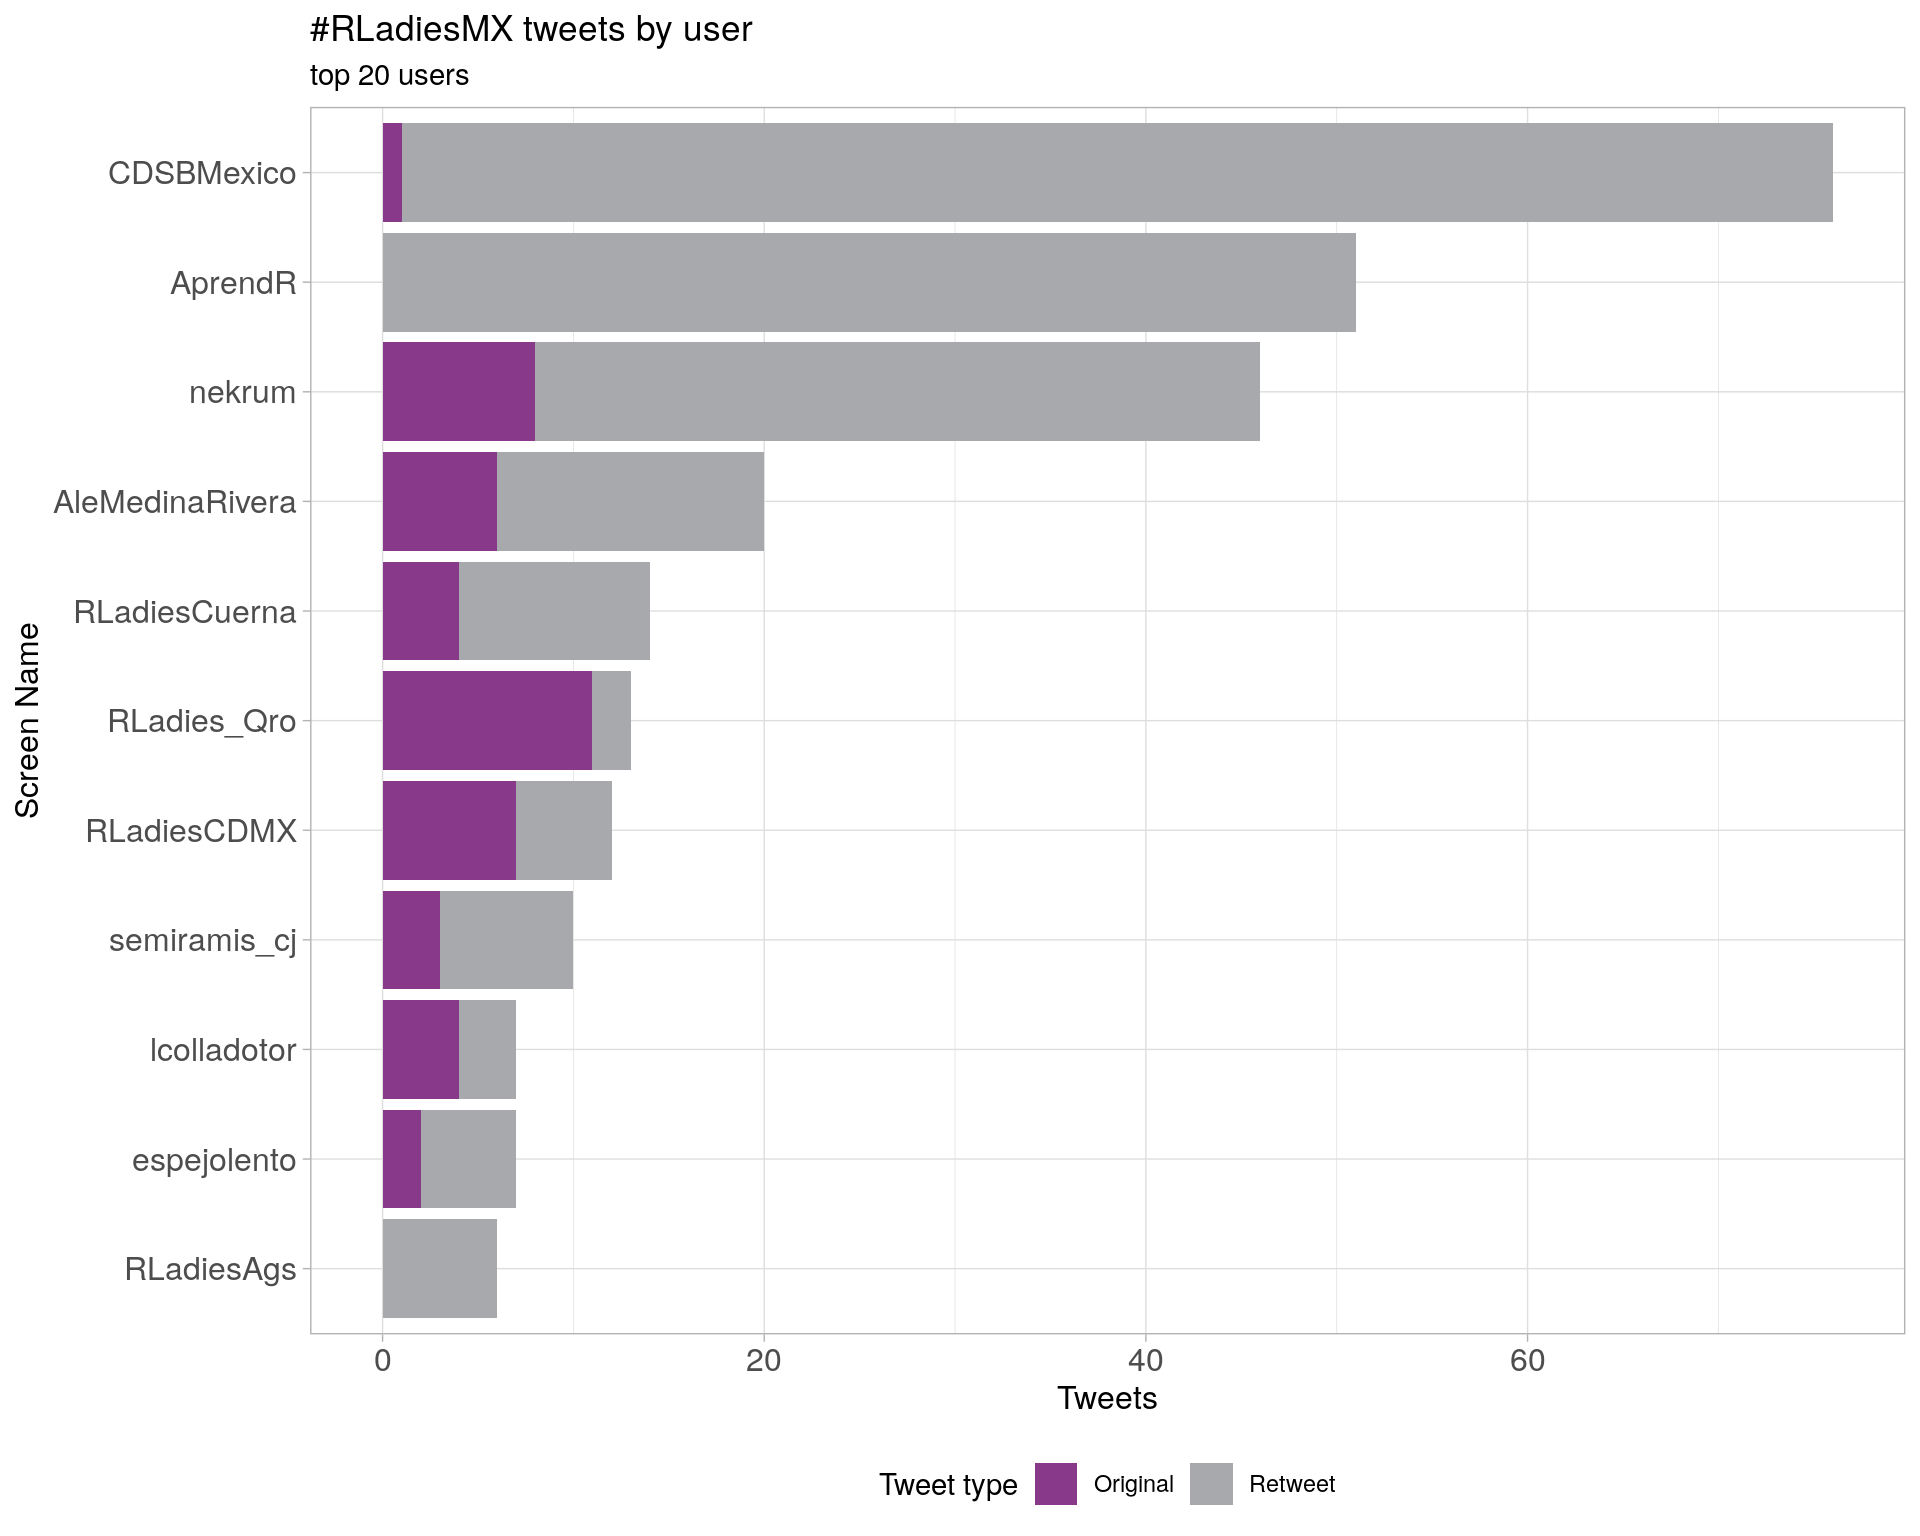 #RLadiesMX tweets by user
top 20 users
CDSBMexico
AprendR
nekrum
AleMedinaRivera
RLadiesCuerna
RLadies_Qro
RLadiesCDMX
semiramis_cj
lcolladotor
espejolento
RLadiesAgs
Screen Name
0 20 40 60
Tweets
Tweet type Original Retweet